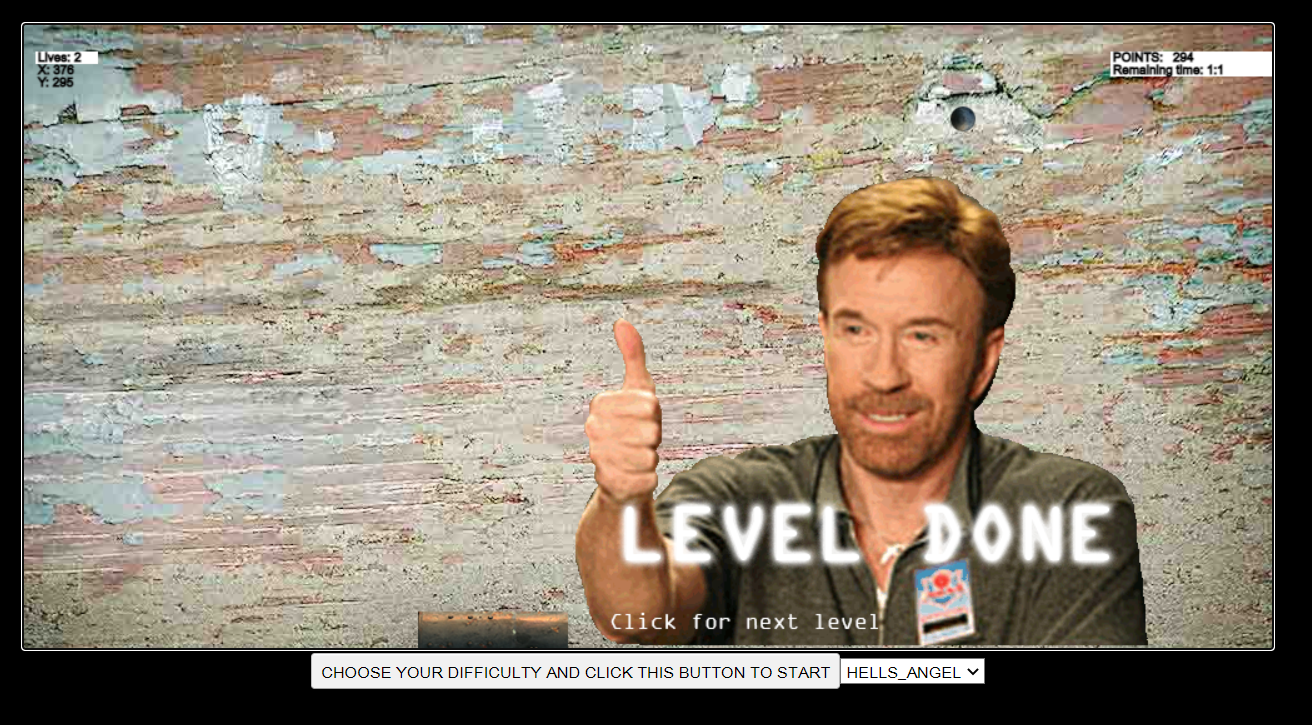 Lives: 2
X: 376
Y: 295
POINTS: 294
Remaining time: 1:1
LEVEL DONE
Click for next level
CHOOSE YOUR DIFFICULTY AND CLICK THIS BUTTON TO START
HELLS_ANGEL